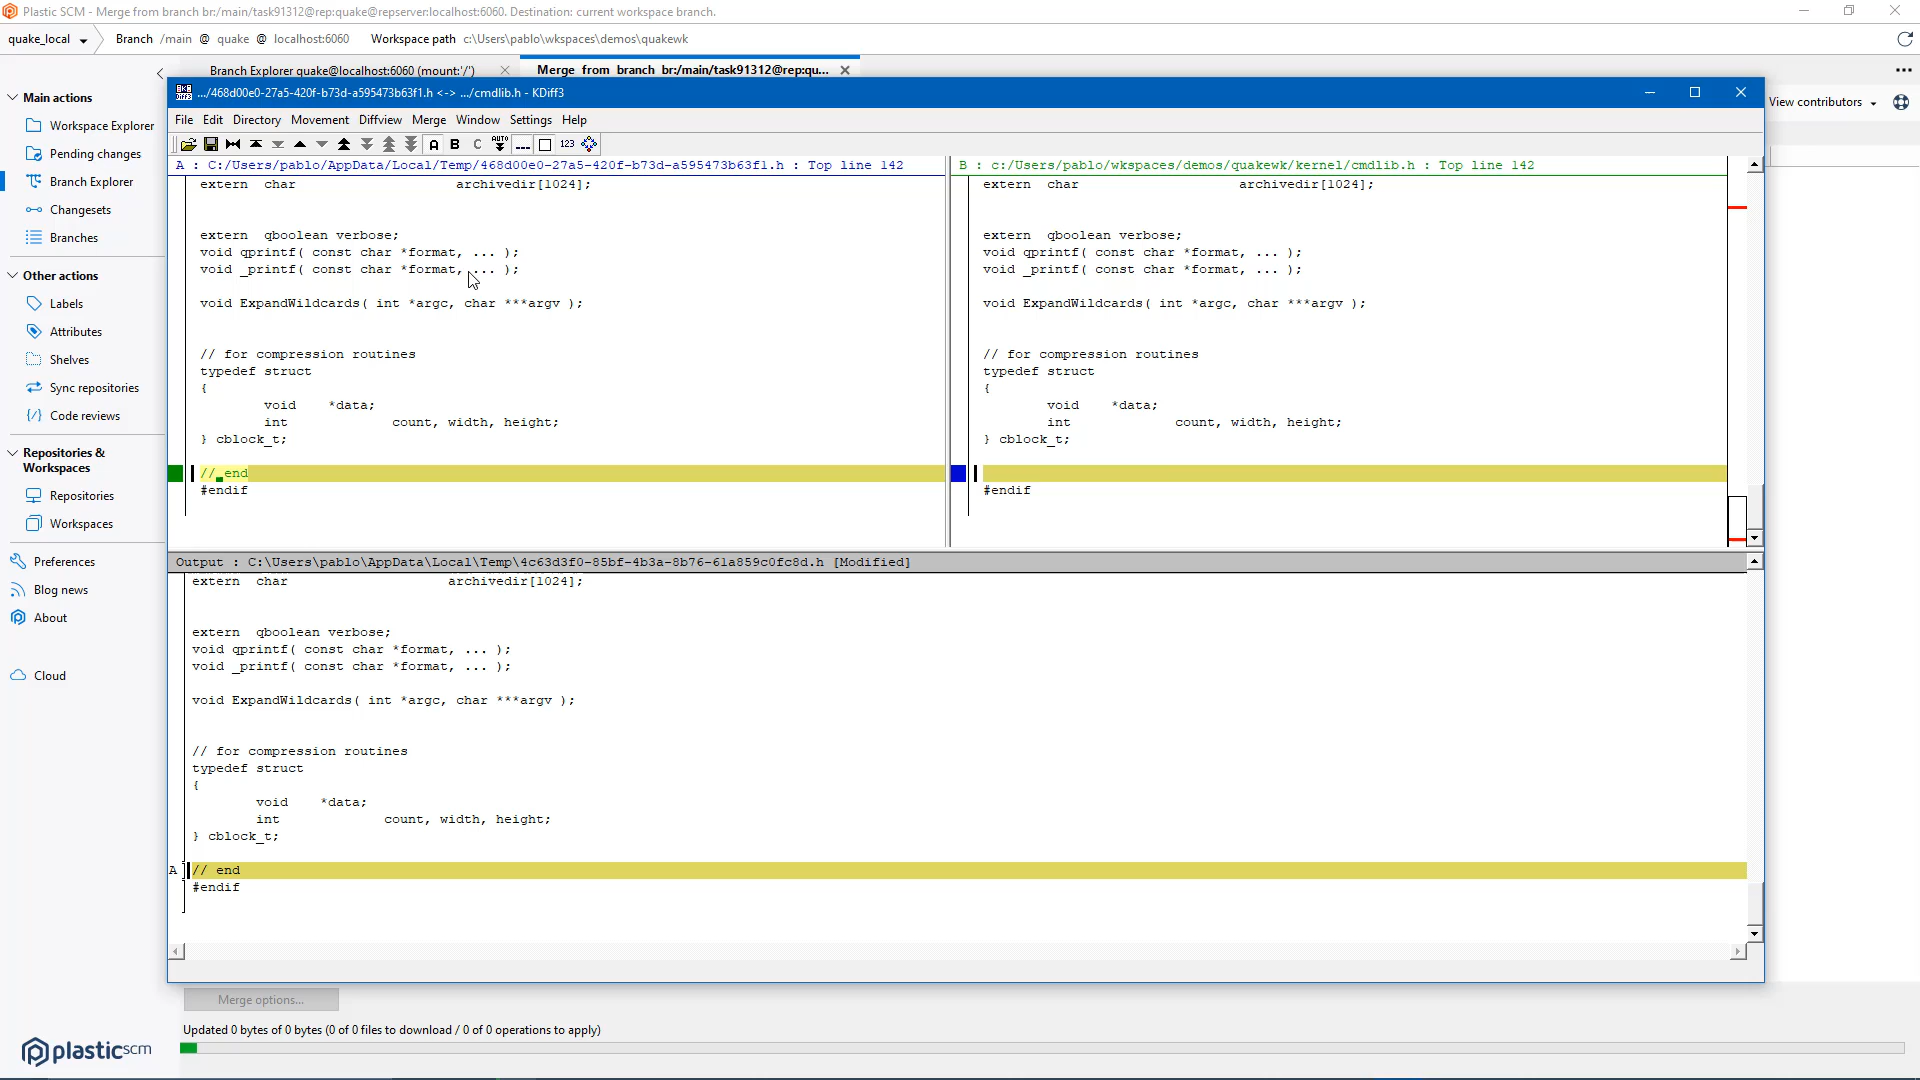 Plastic SCM - Merge from branch br:/main/task91312@rep:quake@repserver:localhost:6060. Destination: current workspace branch.
quake_local Branch /main @ quake @ localhost:6060 Workspace path c:\Users\pablo\wkspaces\demos\quakewk
Branch Explorer quake@localhost:6060 (mount:'/') Merge from branch br:/main/task91312@rep:qu...
View contributors
Main actions
Workspace Explorer
Pending changes
Branch Explorer
Changesets
Branches
Other actions
Labels
Attributes
Shelves
Sync repositories
Code reviews
Repositories &
Workspaces
Repositories
Workspaces
Preferences
Blog news
About
Cloud
plasticscm
.../468d00e0-27a5-420f-b73d-a595473b63f1.h <-> .../cmdlib.h - KDiff3
File Edit Directory Movement Diffview Merge Window Settings Help
A B C AUTO 123
A : C:/Users/pablo/AppData/Local/Temp/468d00e0-27a5-420f-b73d-a595473b63f1.h : Top line 142
extern char archivedir[1024];
extern qboolean verbose;
void qprintf( const char *format, ... );
void _printf( const char *format, ... );
void ExpandWildcards( int *argc, char ***argv );
// for compression routines
typedef struct
{
void *data;
int count, width, height;
} cblock_t;
// end
#endif
B : c:/Users/pablo/wkspaces/demos/quakewk/kernel/cmdlib.h : Top line 142
extern char archivedir[1024];
extern qboolean verbose;
void qprintf( const char *format, ... );
void _printf( const char *format, ... );
void ExpandWildcards( int *argc, char ***argv );
// for compression routines
typedef struct
{
void *data;
int count, width, height;
} cblock_t;
#endif
Output : C:\Users\pablo\AppData\Local\Temp\4c63d3f0-85bf-4b3a-8b76-61a859c0fc8d.h [Modified]
extern char archivedir[1024];
extern qboolean verbose;
void qprintf( const char *format, ... );
void _printf( const char *format, ... );
void ExpandWildcards( int *argc, char ***argv );
// for compression routines
typedef struct
{
void *data;
int count, width, height;
} cblock_t;
A // end
#endif
Merge options...
Updated 0 bytes of 0 bytes (0 of 0 files to download / 0 of 0 operations to apply)